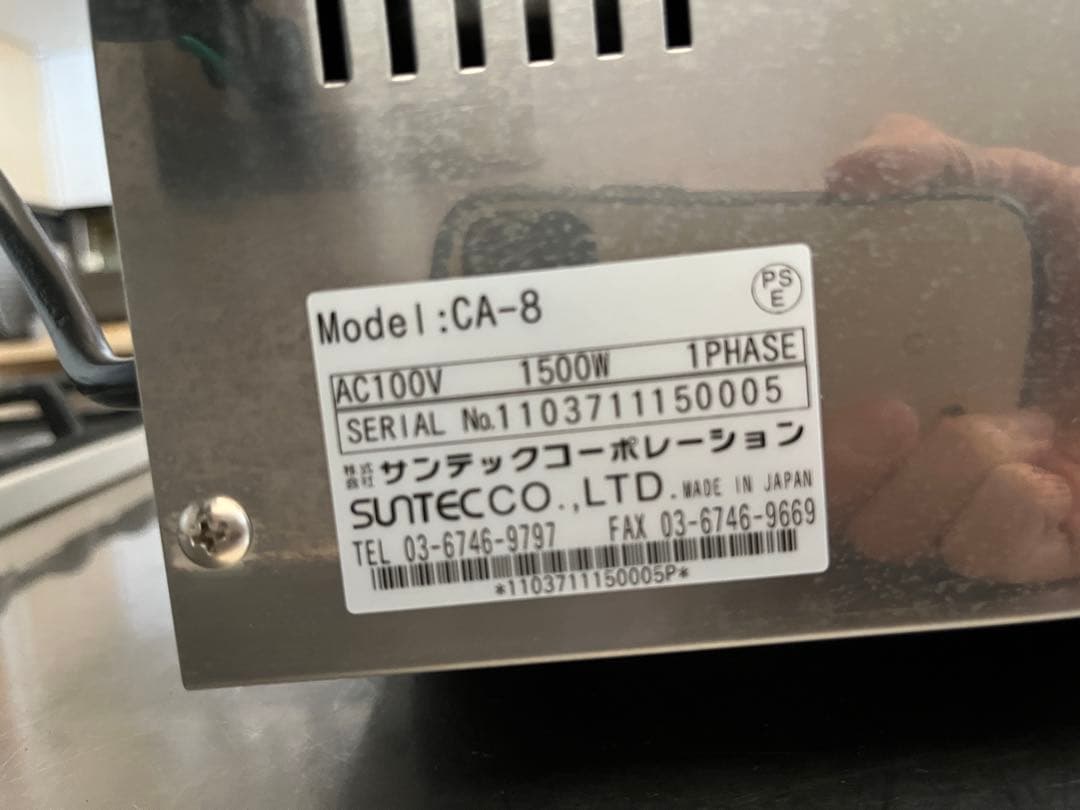 Model:CA-8
PS
E
AC100V 1500W 1PHASE
SERIAL No.1103711150005
株式会社 サンテックコーポレーション
SUNTEC CO.,LTD. MADE IN JAPAN
TEL 03-6746-9797 FAX 03-6746-9669
*1103711150005P*